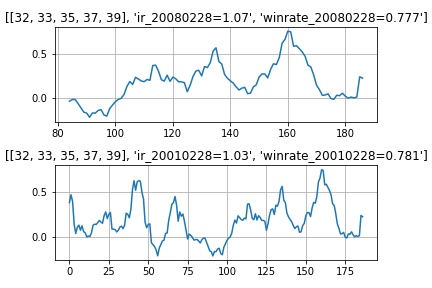 [[32, 33, 35, 37, 39], 'ir_20080228=1.07', 'winrate_20080228=0.777']
0.5
0.0
80 100 120 140 160 180
[[32, 33, 35, 37, 39], 'ir_20010228=1.03', 'winrate_20010228=0.781']
0.5
0.0
0 25 50 75 100 125 150 175